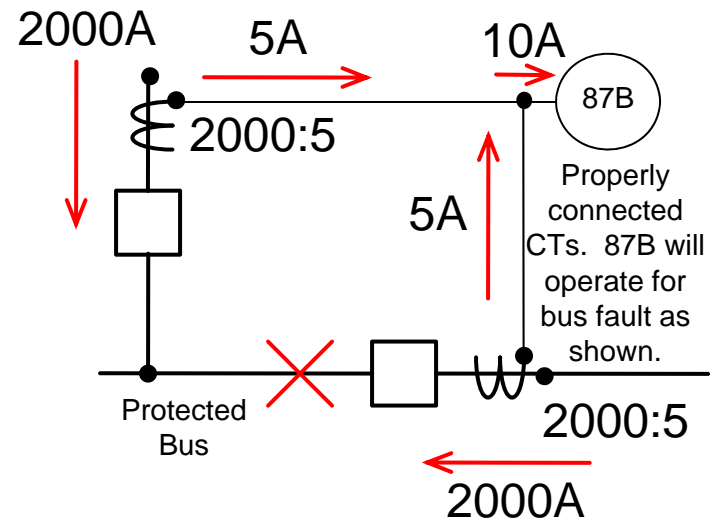 2000A
5A
10A
87B
2000:5
5A
Properly
connected
CTs. 87B will
operate for
bus fault as
shown.
Protected
Bus
2000:5
2000A